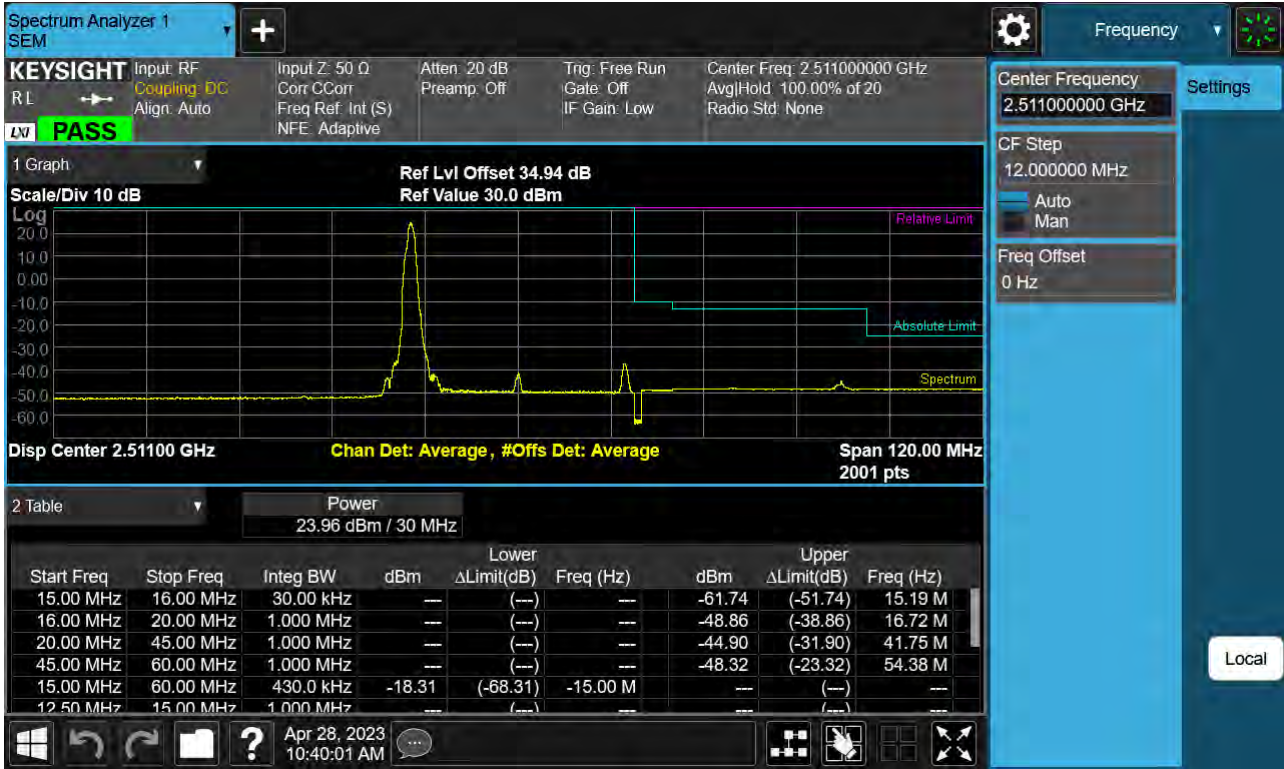 Spectrum Analyzer 1
SEM
+
Frequency
KEYSIGHT
R L
LXI
PASS
Input: RF
Coupling: DC
Align: Auto
Input Z: 50 Ω
Corr CCorr
Freq Ref: Int (S)
NFE: Adaptive
Atten: 20 dB
Preamp: Off
Trig: Free Run
Gate: Off
IF Gain: Low
Center Freq: 2.511000000 GHz
Avg|Hold: 100.00% of 20
Radio Std: None
Center Frequency
2.511000000 GHz
Settings
CF Step
12.000000 MHz
Auto
Man
Freq Offset
0 Hz
1 Graph
Scale/Div 10 dB
Ref Lvl Offset 34.94 dB
Ref Value 30.0 dBm
Log
20.0
10.0
0.00
-10.0
-20.0
-30.0
-40.0
-50.0
-60.0
Relative Limit
Absolute Limit
Spectrum
Disp Center 2.51100 GHz
Chan Det: Average, #Offs Det: Average
Span 120.00 MHz
2001 pts
2 Table
Power
23.96 dBm / 30 MHz
Lower Upper
Start Freq Stop Freq Integ BW dBm ΔLimit(dB) Freq (Hz) dBm ΔLimit(dB) Freq (Hz)
15.00 MHz 16.00 MHz 30.00 kHz --- (---) --- -61.74 (-51.74) 15.19 M
16.00 MHz 20.00 MHz 1.000 MHz --- (---) --- -48.86 (-38.86) 16.72 M
20.00 MHz 45.00 MHz 1.000 MHz --- (---) --- -44.90 (-31.90) 41.75 M
45.00 MHz 60.00 MHz 1.000 MHz --- (---) --- -48.32 (-23.32) 54.38 M
15.00 MHz 60.00 MHz 430.0 kHz -18.31 (-68.31) -15.00 M --- (---) ---
12.50 MHz 15.00 MHz 1.000 MHz --- (---) --- --- (---) ---
Local
?
Apr 28, 2023
10:40:01 AM